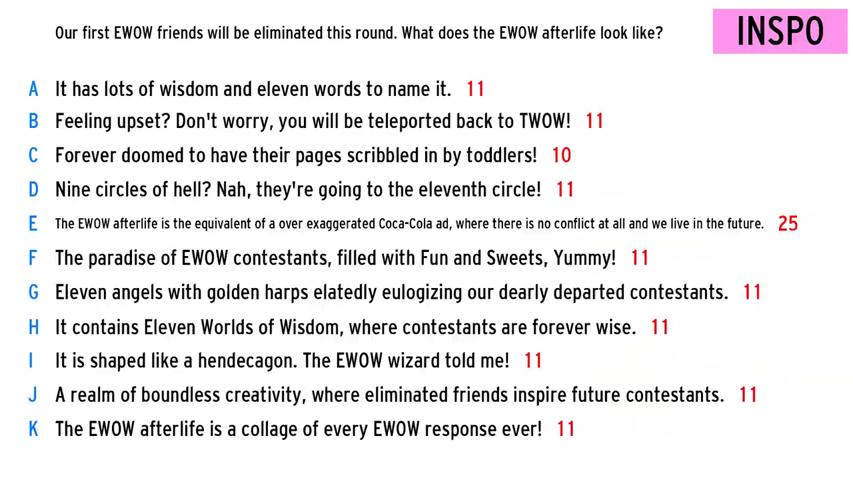 Our first EWOW friends will be eliminated this round. What does the EWOW afterlife look like?
INSPO
A It has lots of wisdom and eleven words to name it. 11
B Feeling upset? Don't worry, you will be teleported back to TWOW! 11
C Forever doomed to have their pages scribbled in by toddlers! 10
D Nine circles of hell? Nah, they're going to the eleventh circle! 11
E The EWOW afterlife is the equivalent of a over exaggerated Coca-Cola ad, where there is no conflict at all and we live in the future. 25
F The paradise of EWOW contestants, filled with Fun and Sweets, Yummy! 11
G Eleven angels with golden harps elatedly eulogizing our dearly departed contestants. 11
H It contains Eleven Worlds of Wisdom, where contestants are forever wise. 11
I It is shaped like a hendecagon. The EWOW wizard told me! 11
J A realm of boundless creativity, where eliminated friends inspire future contestants. 11
K The EWOW afterlife is a collage of every EWOW response ever! 11